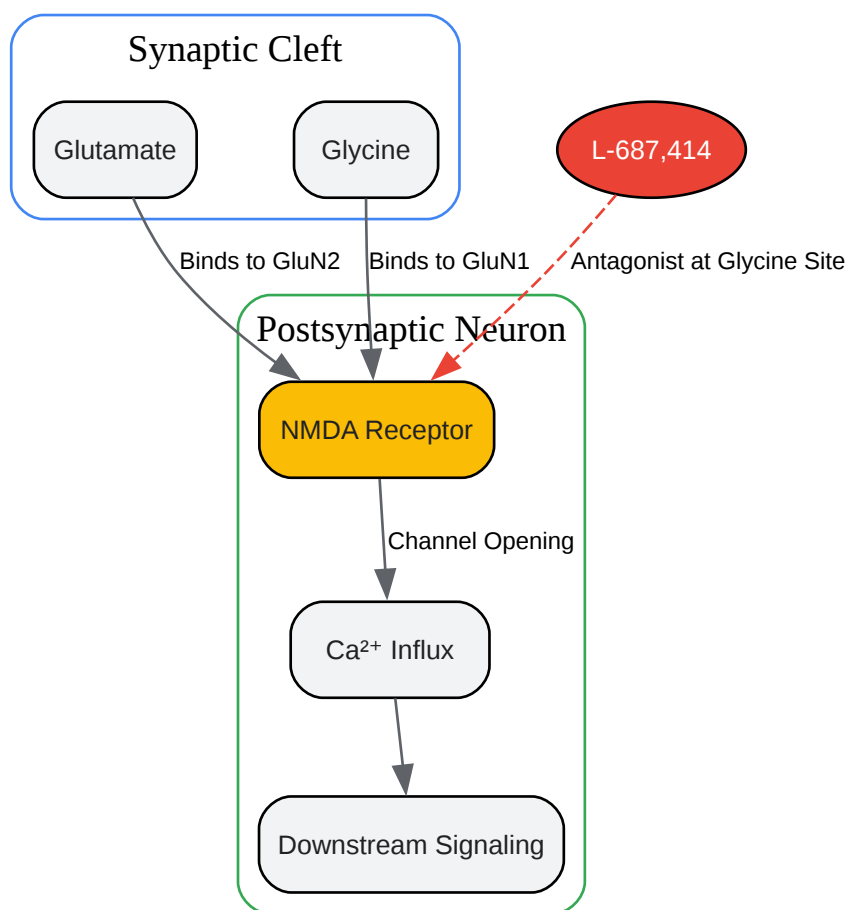 Synaptic Cleft
Glutamate
Glycine
L-687,414
Binds to GluN2
Binds to GluN1
Antagonist at Glycine Site
Postsynaptic Neuron
NMDA Receptor
Channel Opening
Ca²⁺ Influx
Downstream Signaling